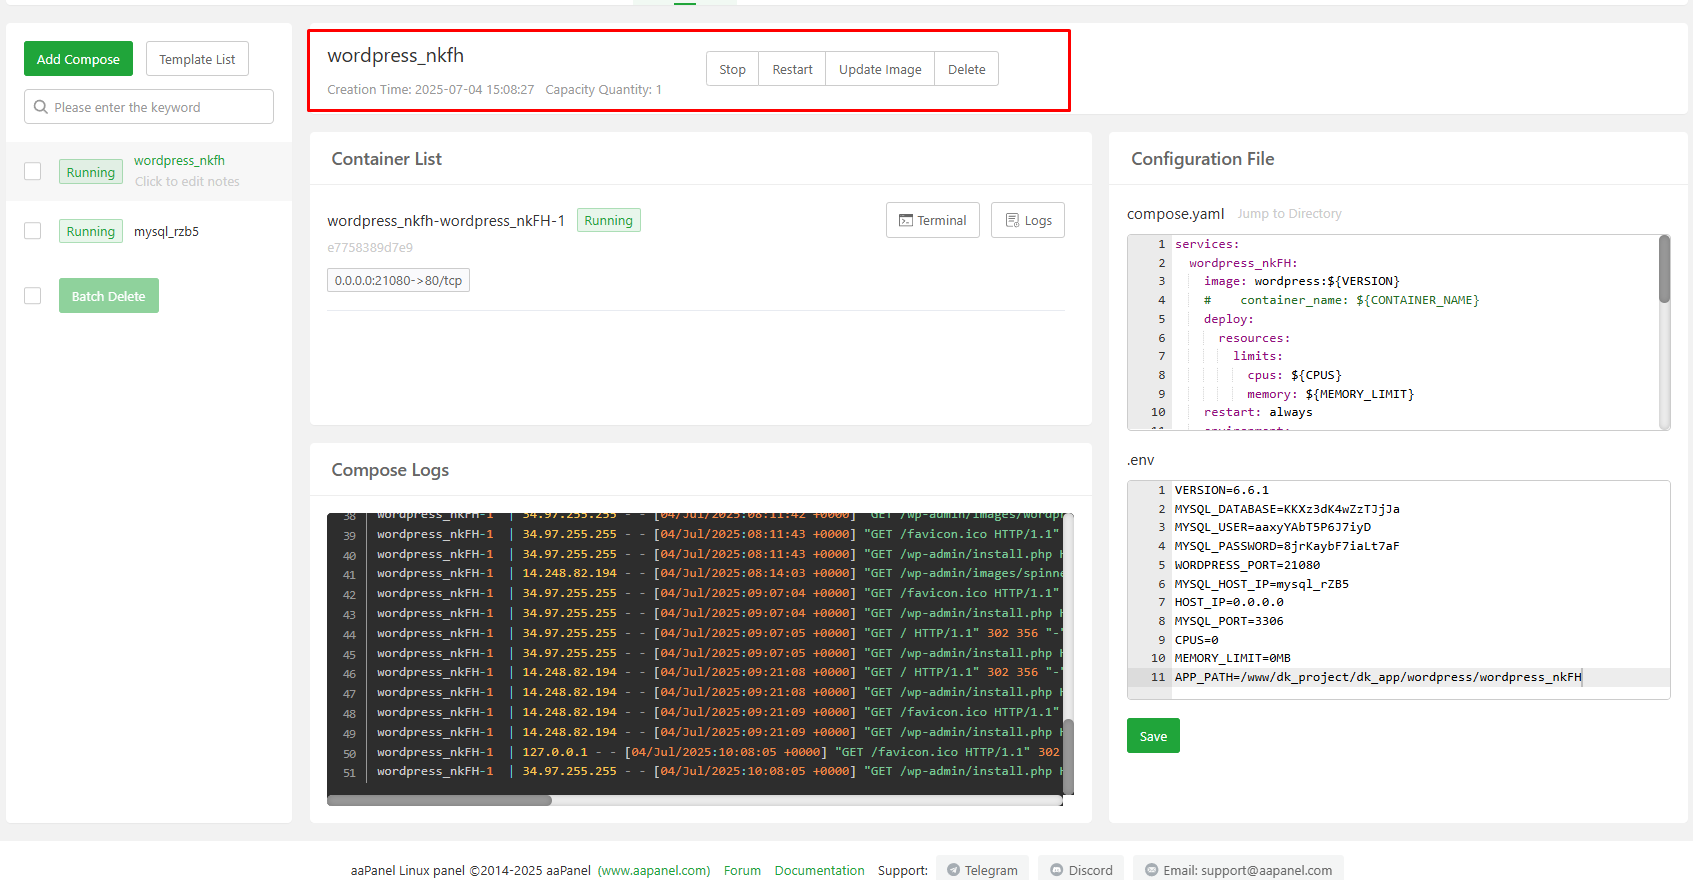 Add Compose
Template List
Please enter the keyword
Running
wordpress_nkfh
Click to edit notes
Running
mysql_rzb5
Batch Delete
wordpress_nkfh
Creation Time: 2025-07-04 15:08:27 Capacity Quantity: 1
Stop
Restart
Update Image
Delete
Container List
wordpress_nkfh-wordpress_nkFH-1
Running
Terminal
Logs
e7758389d7e9
0.0.0.0:21080->80/tcp
Compose Logs
38 wordpress_nkFH-1 | 34.97.255.255 - - [04/Jul/2025:08:11:42 +0000] "GET /wp-admin/images/wordpr
39 wordpress_nkFH-1 | 34.97.255.255 - - [04/Jul/2025:08:11:43 +0000] "GET /favicon.ico HTTP/1.1"
40 wordpress_nkFH-1 | 34.97.255.255 - - [04/Jul/2025:08:11:43 +0000] "GET /wp-admin/install.php H
41 wordpress_nkFH-1 | 14.248.82.194 - - [04/Jul/2025:08:14:03 +0000] "GET /wp-admin/images/spinne
42 wordpress_nkFH-1 | 34.97.255.255 - - [04/Jul/2025:09:07:04 +0000] "GET /favicon.ico HTTP/1.1"
43 wordpress_nkFH-1 | 34.97.255.255 - - [04/Jul/2025:09:07:04 +0000] "GET /wp-admin/install.php H
44 wordpress_nkFH-1 | 34.97.255.255 - - [04/Jul/2025:09:07:05 +0000] "GET / HTTP/1.1" 302 356 "-"
45 wordpress_nkFH-1 | 34.97.255.255 - - [04/Jul/2025:09:07:05 +0000] "GET /wp-admin/install.php H
46 wordpress_nkFH-1 | 14.248.82.194 - - [04/Jul/2025:09:21:08 +0000] "GET / HTTP/1.1" 302 356 "-"
47 wordpress_nkFH-1 | 14.248.82.194 - - [04/Jul/2025:09:21:08 +0000] "GET /wp-admin/install.php H
48 wordpress_nkFH-1 | 14.248.82.194 - - [04/Jul/2025:09:21:09 +0000] "GET /favicon.ico HTTP/1.1"
49 wordpress_nkFH-1 | 14.248.82.194 - - [04/Jul/2025:09:21:09 +0000] "GET /wp-admin/install.php H
50 wordpress_nkFH-1 | 127.0.0.1 - - [04/Jul/2025:10:08:05 +0000] "GET /favicon.ico HTTP/1.1" 302
51 wordpress_nkFH-1 | 34.97.255.255 - - [04/Jul/2025:10:08:05 +0000] "GET /wp-admin/install.php H
Configuration File
compose.yaml Jump to Directory
1 services:
2 wordpress_nkFH:
3 image: wordpress:${VERSION}
4 # container_name: ${CONTAINER_NAME}
5 deploy:
6 resources:
7 limits:
8 cpus: ${CPUS}
9 memory: ${MEMORY_LIMIT}
10 restart: always
.env
1 VERSION=6.6.1
2 MYSQL_DATABASE=KKXz3dK4wZzTJjJa
3 MYSQL_USER=aaxyYAbT5P6J7iyD
4 MYSQL_PASSWORD=8jrKaybF7iaLt7aF
5 WORDPRESS_PORT=21080
6 MYSQL_HOST_IP=mysql_rZB5
7 HOST_IP=0.0.0.0
8 MYSQL_PORT=3306
9 CPUS=0
10 MEMORY_LIMIT=0MB
11 APP_PATH=/www/dk_project/dk_app/wordpress/wordpress_nkFH
Save
aaPanel Linux panel ©2014-2025 aaPanel (www.aapanel.com) Forum Documentation Support: Telegram Discord Email: support@aapanel.com